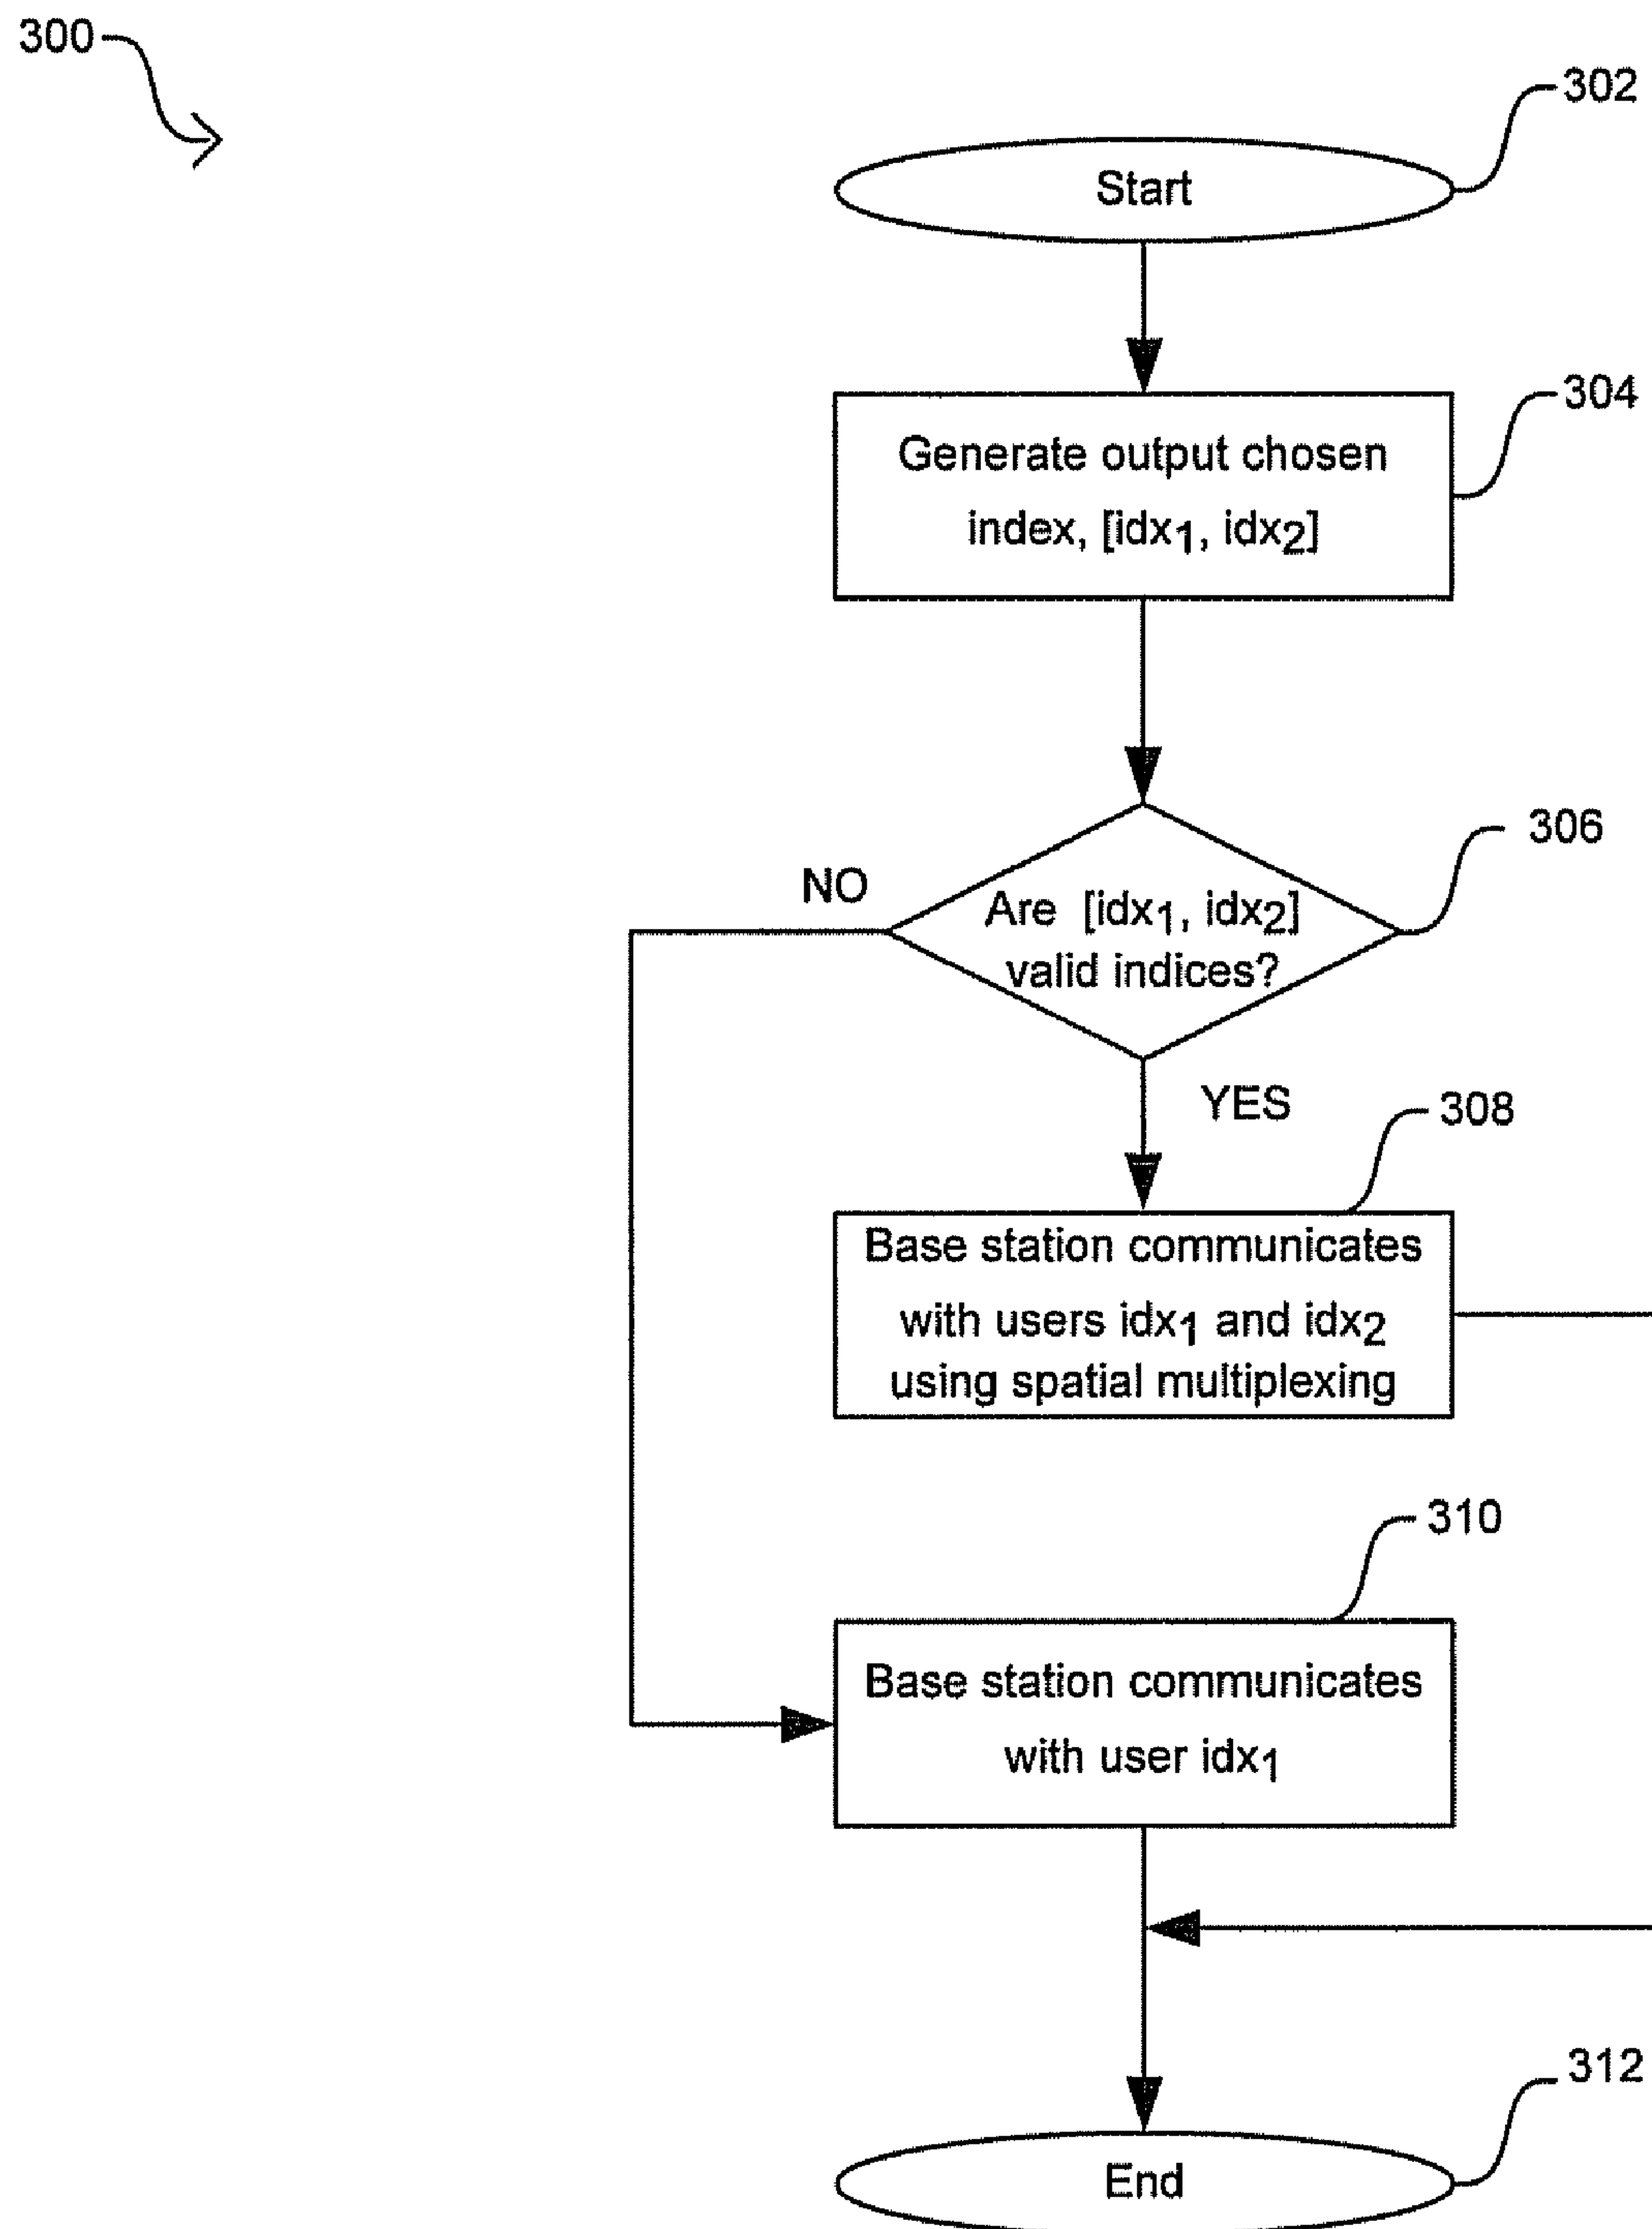 300
302
Start
304
Generate output chosen
index, [idx1, idx2]
306
NO
Are [idx1, idx2]
valid indices?
YES
308
Base station communicates
with users idx1 and idx2
using spatial multiplexing
310
Base station communicates
with user idx1
312
End